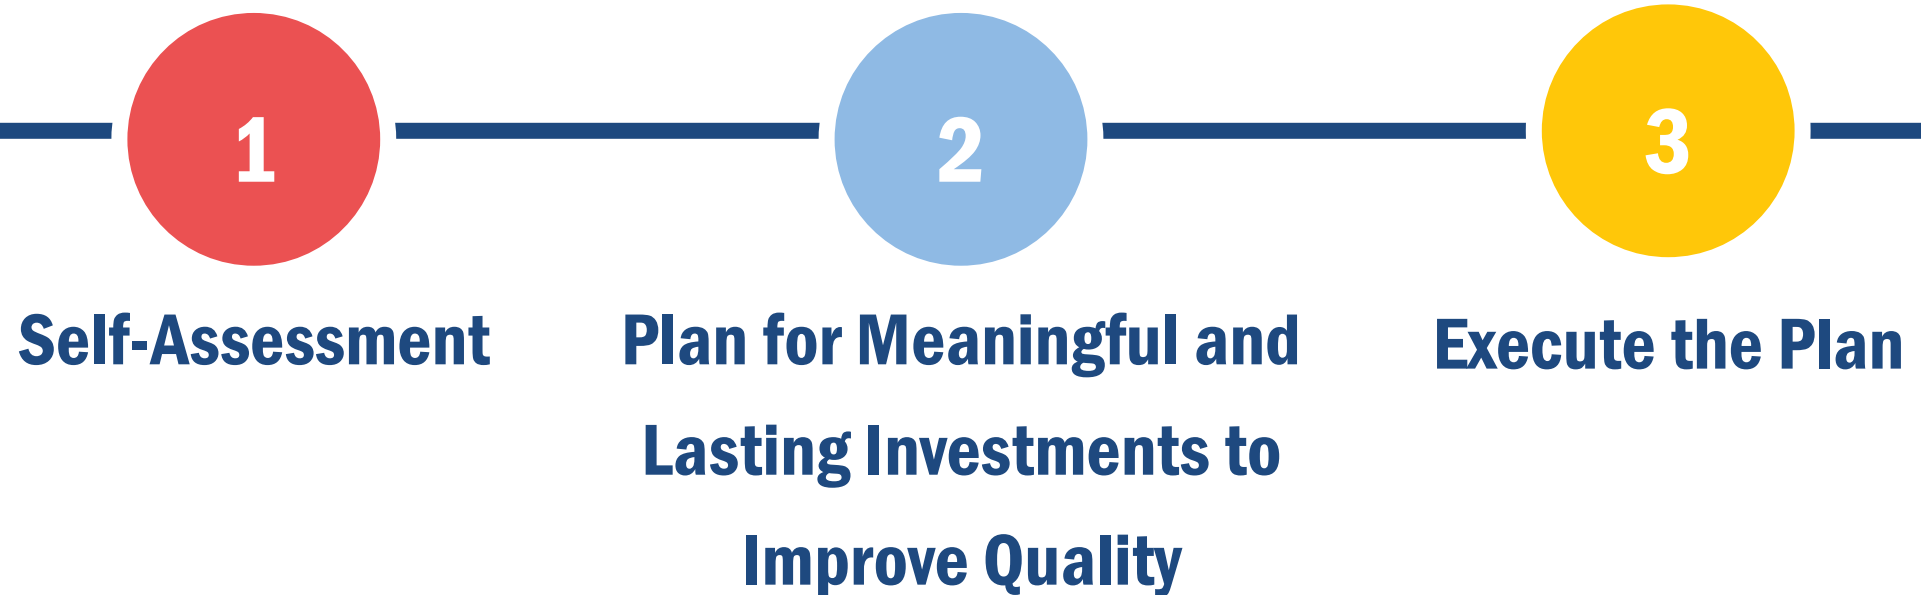 1
2
3
Self-Assessment
Plan for Meaningful and
Lasting Investments to
Improve Quality
Execute the Plan